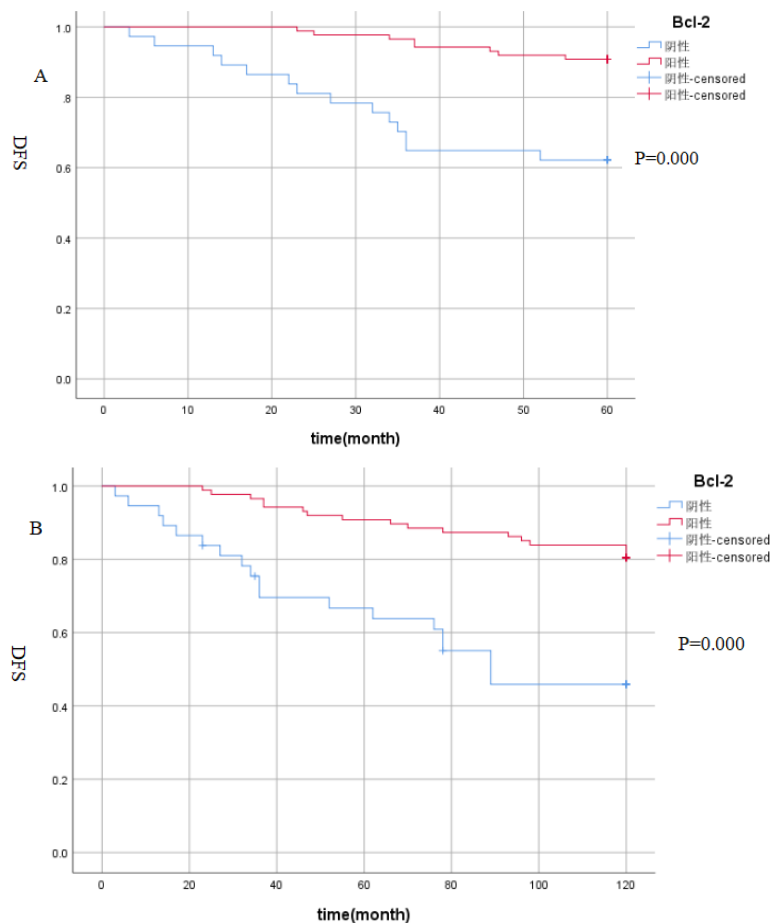 A
Bcl-2
阴性
阳性
阴性-censored
阳性-censored
1.0
.8
0.6
0.4
0.2
0.0
DFS
P=0.000
0 10 20 30 40 50 60
time(month)
B
Bcl-2
阴性
阳性
阴性-censored
阳性-censored
1.0
0.8
0.6
0.4
0.2
0.0
DFS
P=0.000
0 20 40 60 80 100 120
time(month)